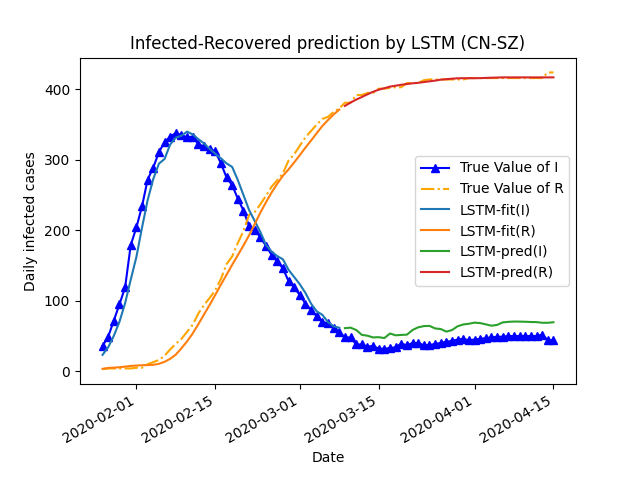 Infected-Recovered prediction by LSTM (CN-SZ)
Daily infected cases
400
300
200
100
0
True Value of I
True Value of R
LSTM-fit(I)
LSTM-fit(R)
LSTM-pred(I)
LSTM-pred(R)
2020-02-01
2020-02-15
2020-03-01
2020-03-15
2020-04-01
2020-04-15
Date